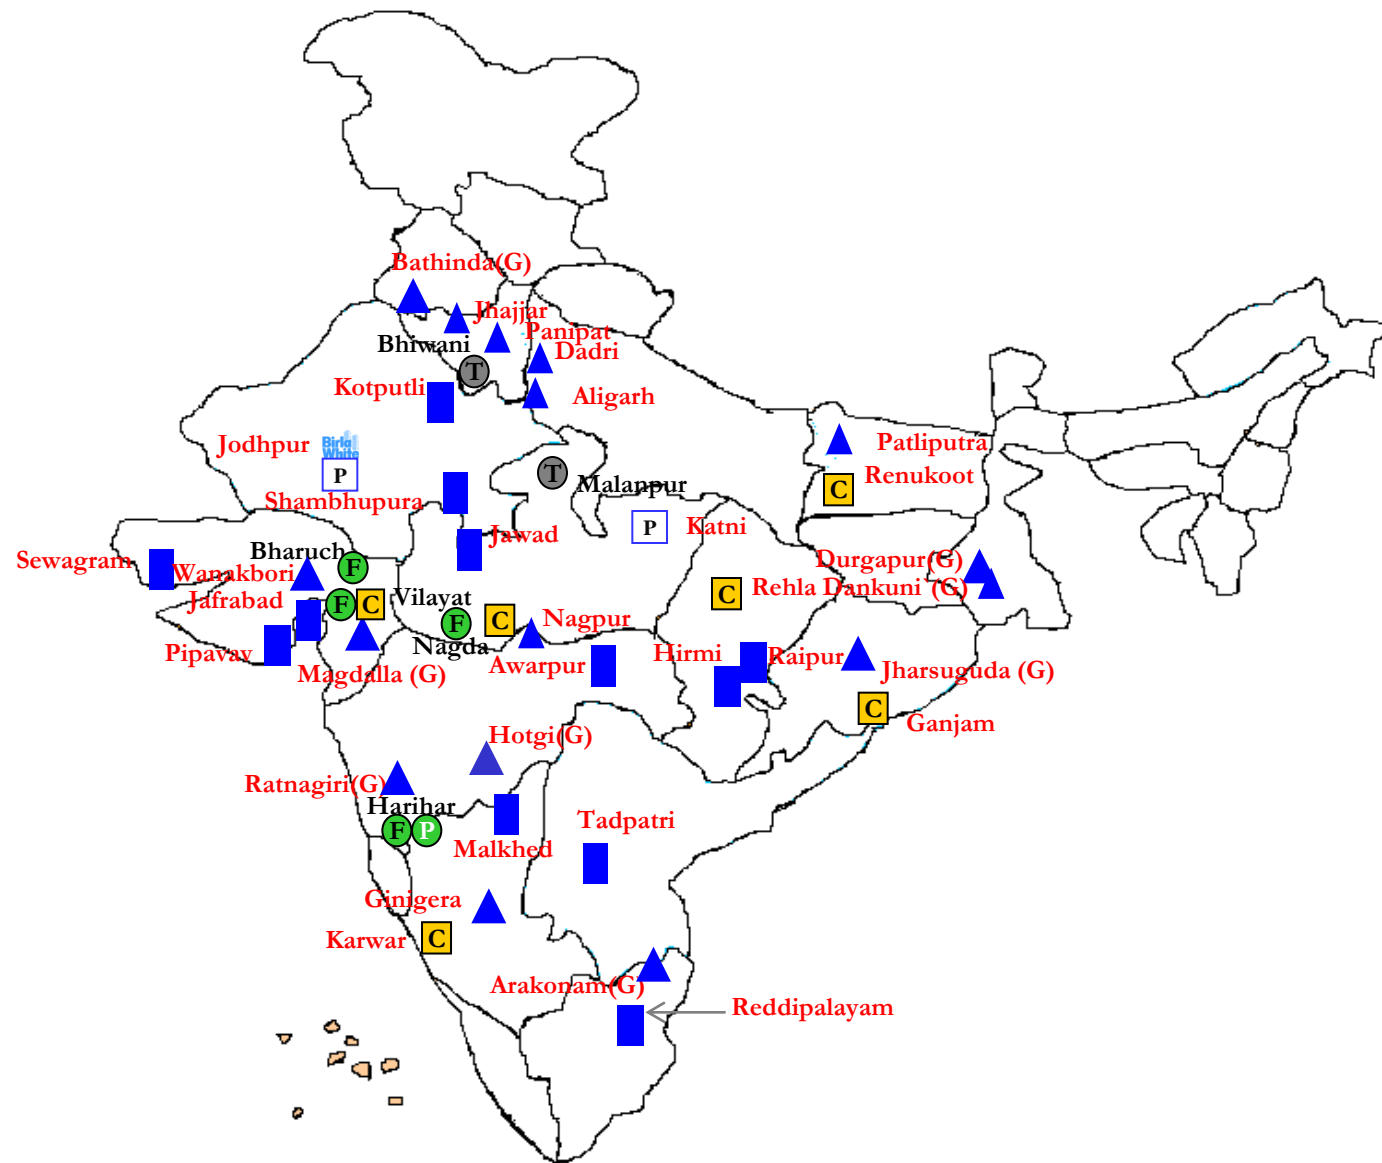 Bathinda(G)
Jhajjar
Panipat
Bhiwani
Dadri
T
Kotputli
Aligarh
Jodhpur
Birla
White
P
T
Malanpur
Patliputra
Renukoot
C
Shambhupura
Jawad
P
Katni
Sewagram
Bharuch
F
Wanakbori
Jafrabad
F
C
Vilayat
F
C
Nagda
Nagpur
Durgapur(G)
C
Rehla
Dankuni (G)
Pipavav
Magdalla (G)
Awarpur
Hirmi
Raipur
Jharsuguda (G)
C
Ganjam
Hotgi(G)
Ratnagiri(G)
Harihar
F
P
Malkhed
Tadpatri
Ginigera
Karwar
C
Arakonam(G)
Reddipalayam